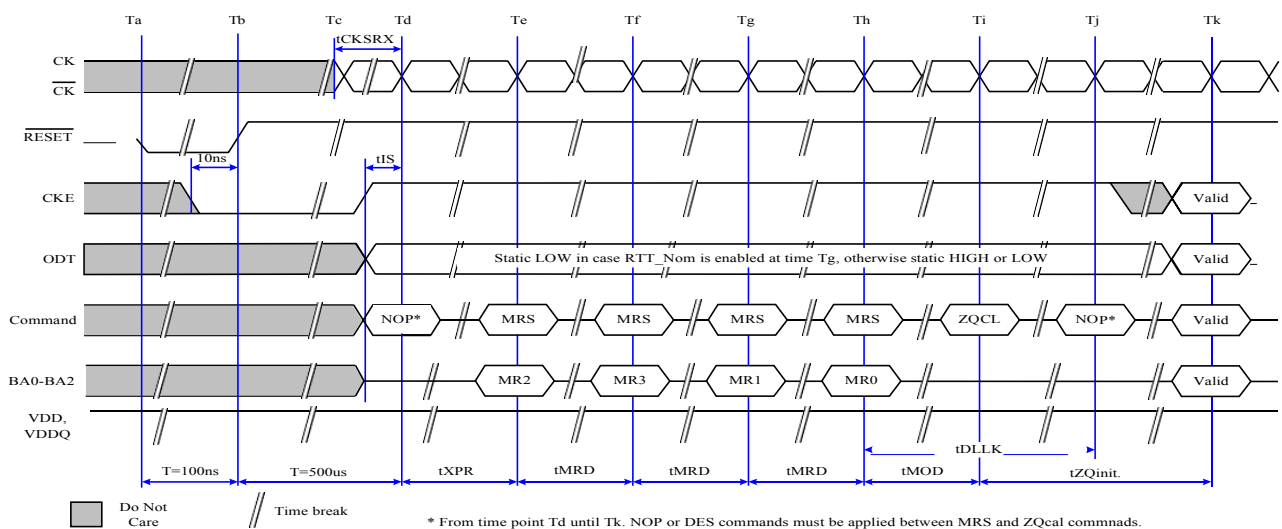 Ta Tb Tc Td Te Tf Tg Th Ti Tj Tk
tCKSRX
CK
CK
RESET
10ns
tIS
CKE
Valid
ODT
Static LOW in case RTT_Nom is enabled at time Tg, otherwise static HIGH or LOW
Valid
Command
NOP* MRS MRS MRS MRS ZQCL NOP* Valid
BA0-BA2
MR2 MR3 MR1 MR0 Valid
VDD,
VDDQ
tDLLK
T=100ns T=500us tXPR tMRD tMRD tMRD tMOD tZQinit.
Do Not
Care
Time break
* From time point Td until Tk. NOP or DES commands must be applied between MRS and ZQcal commnads.